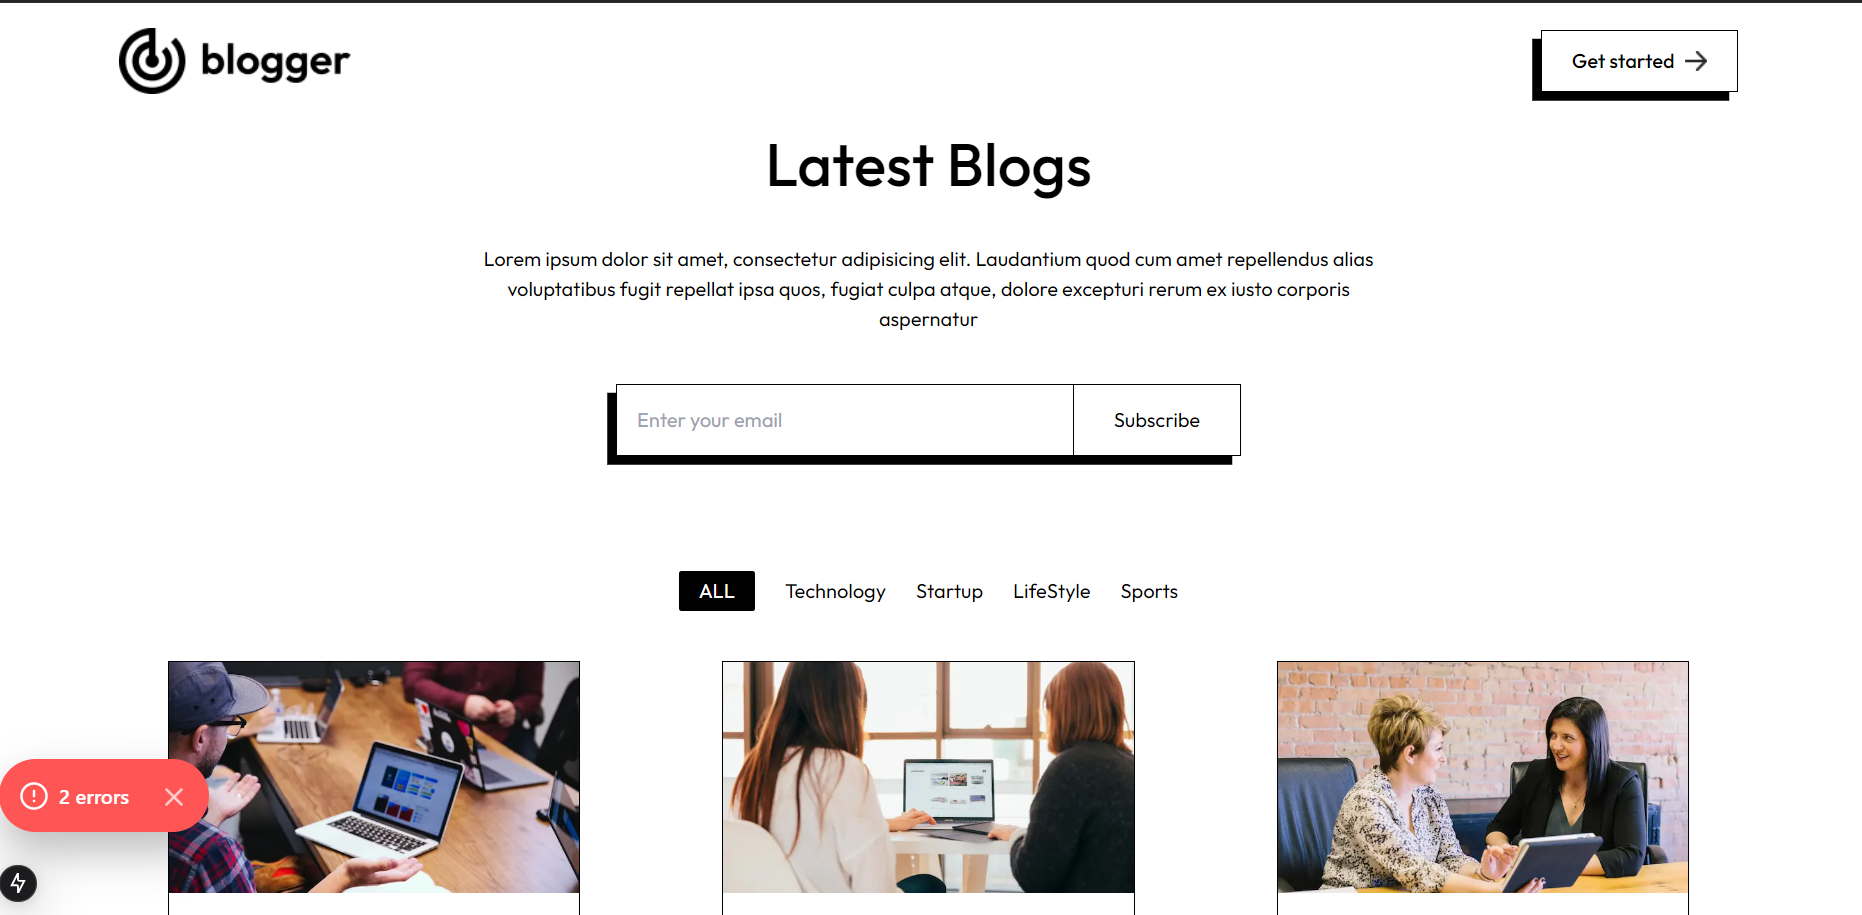 blogger
Get started
Latest Blogs
Lorem ipsum dolor sit amet, consectetur adipisicing elit. Laudantium quod cum amet repellendus alias
voluptatibus fugit repellat ipsa quos, fugiat culpa atque, dolore excepturi rerum ex iusto corporis
aspernatur
Enter your email
Subscribe
ALL Technology Startup LifeStyle Sports
2 errors